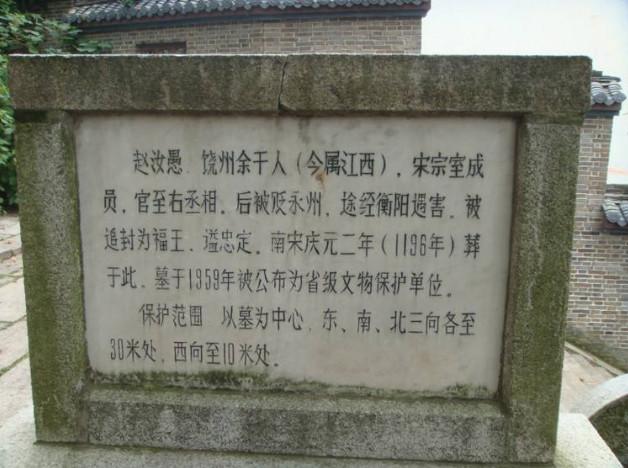 赵汝愚. 饶州余干人(今属江西), 宋宗室成
员, 官至右丞相. 后被贬永州, 途经衡阳遇害, 被
追封为福王, 谥忠定. 南宋庆元二年(1196年)葬
于此. 墓于1959年被公布为省级文物保护单位.
保护范围 以墓为中心, 东、南、北三向各至
30米处, 西向至10米处.